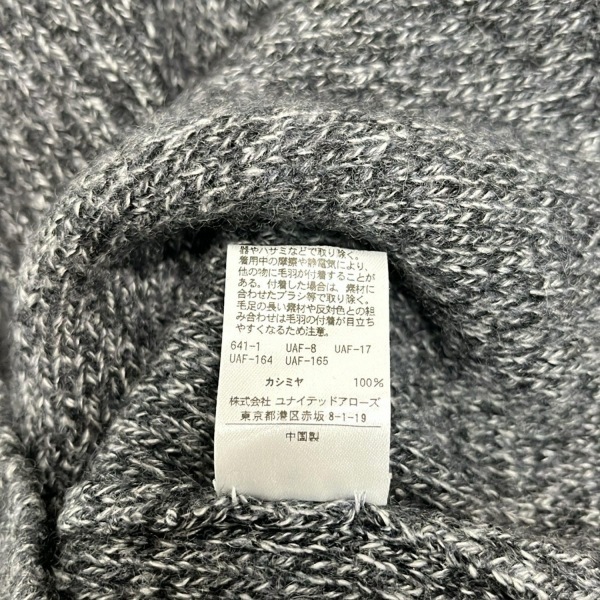 器やハサミなどで取り除く。
着用中の摩擦や静電気により、
他の物に毛羽が付着することが
ある。付着した場合は、素材に
合わせたブラシ等で取り除く。
毛足の長い素材や反対色との組
み合わせは毛羽の付着が目立ち
やすくなるため注意。
641-1 UAF-8 UAF-17
UAF-164 UAF-165
カシミヤ 100%
株式会社 ユナイテッドアローズ
東京都港区赤坂 8-1-19
中国製